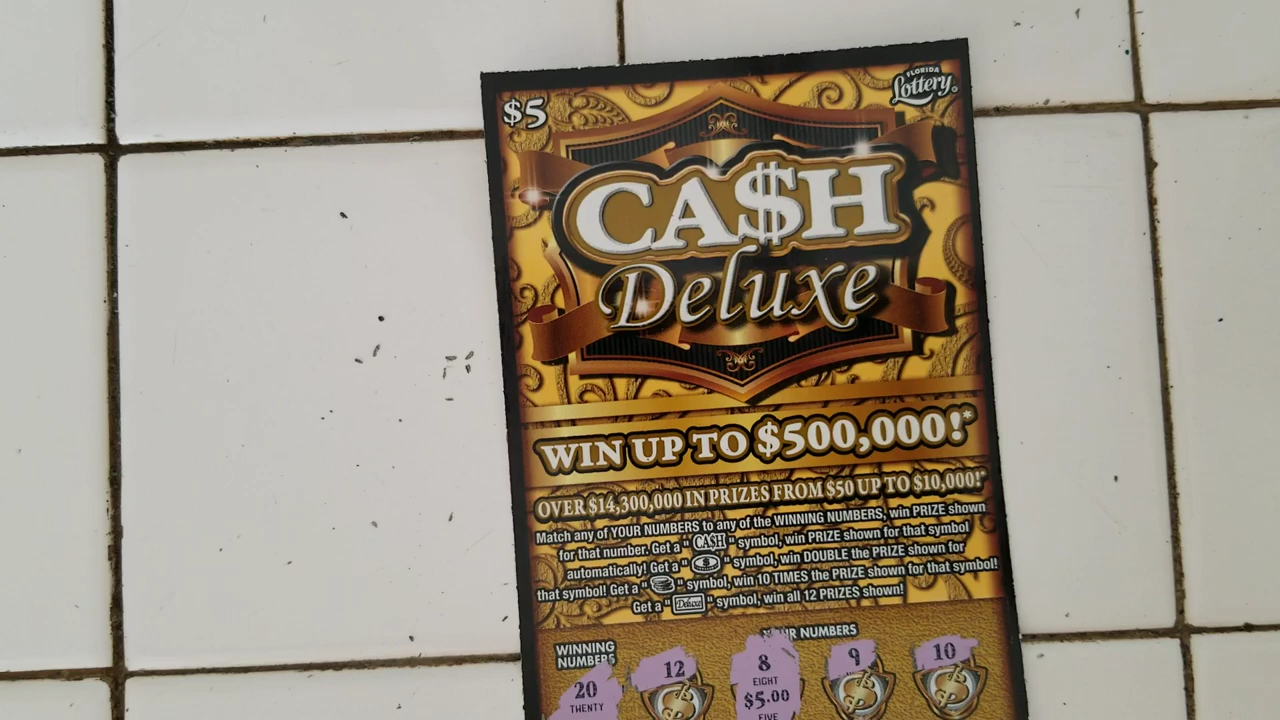 FLORIDA
Lottery
$5
CA$H
Deluxe
WIN UP TO $500,000!*
OVER $14,300,000 IN PRIZES FROM $50 UP TO $10,000!*
Match any of YOUR NUMBERS to any of the WINNING NUMBERS, win PRIZE shown
for that number. Get a "CA$H" symbol, win PRIZE shown for that symbol
automatically! Get a " " symbol, win DOUBLE the PRIZE shown for
that symbol! Get a " " symbol, win 10 TIMES the PRIZE shown for that symbol!
Get a "Deluxe" symbol, win all 12 PRIZES shown!
WINNING
NUMBERS
YOUR NUMBERS
20
THENTY
12
8
EIGHT
$5.00
FIVE
9
10